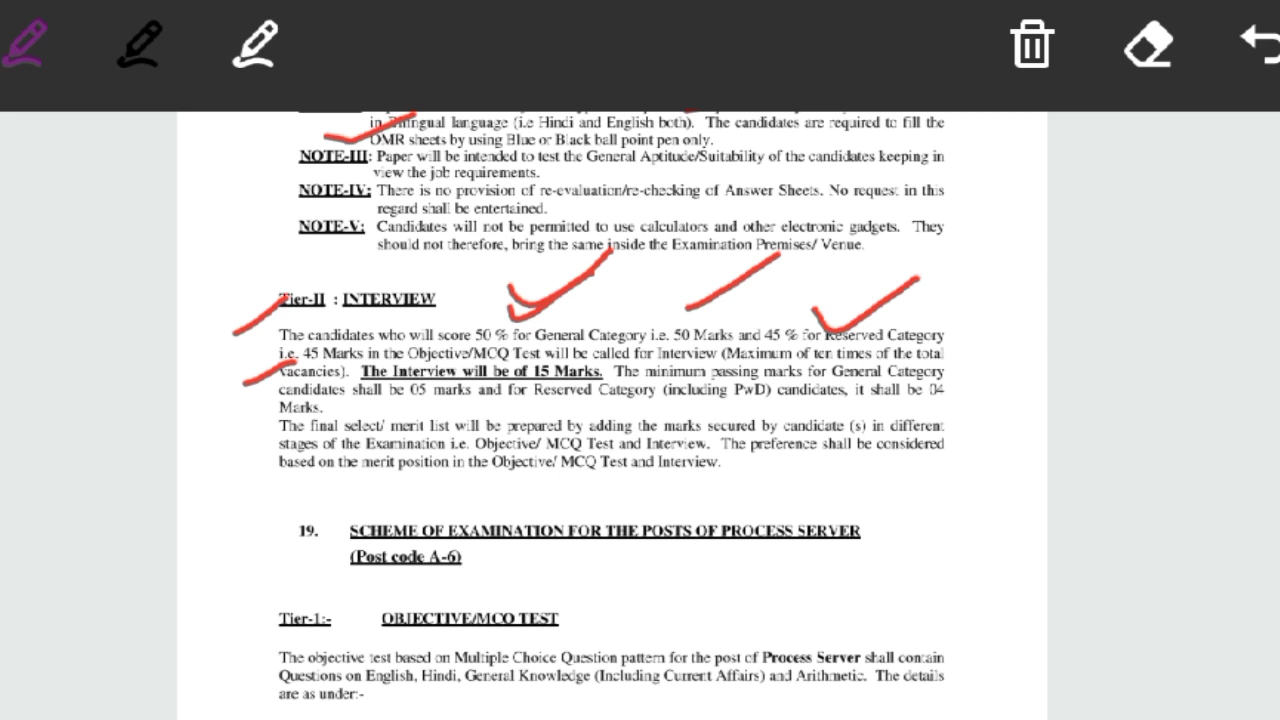 in Bilingual language (i.e Hindi and English both). The candidates are required to fill the
OMR sheets by using Blue or Black ball point pen only.
NOTE-III: Paper will be intended to test the General Aptitude/Suitability of the candidates keeping in
view the job requirements.
NOTE-IV: There is no provision of re-evaluation/re-checking of Answer Sheets. No request in this
regard shall be entertained.
NOTE-V: Candidates will not be permitted to use calculators and other electronic gadgets. They
should not therefore, bring the same inside the Examination Premises/ Venue.
Tier-II : INTERVIEW
The candidates who will score 50 % for General Category i.e. 50 Marks and 45 % for Reserved Category
i.e. 45 Marks in the Objective/MCQ Test will be called for Interview (Maximum of ten times of the total
vacancies). The Interview will be of 15 Marks. The minimum passing marks for General Category
candidates shall be 05 marks and for Reserved Category (including PwD) candidates, it shall be 04
Marks.
The final select/ merit list will be prepared by adding the marks secured by candidate (s) in different
stages of the Examination i.e. Objective/ MCQ Test and Interview. The preference shall be considered
based on the merit position in the Objective/ MCQ Test and Interview.
19. SCHEME OF EXAMINATION FOR THE POSTS OF PROCESS SERVER
(Post code A-6)
Tier-1:- OBJECTIVE/MCQ TEST
The objective test based on Multiple Choice Question pattern for the post of Process Server shall contain
Questions on English, Hindi, General Knowledge (Including Current Affairs) and Arithmetic. The details
are as under:-